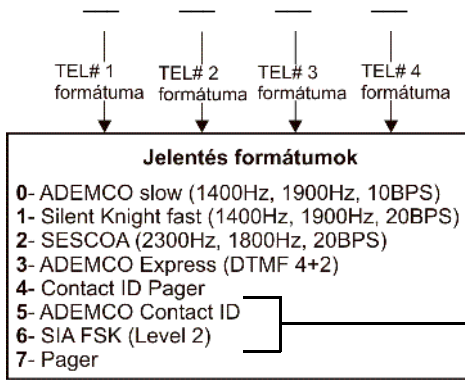 TEL# 1 TEL# 2 TEL# 3 TEL# 4
formátuma formátuma formátuma formátuma
Jelentés formátumok
0- ADEMCO slow (1400Hz, 1900Hz, 10BPS)
1- Silent Knight fast (1400Hz, 1900Hz, 20BPS)
2- SESCOA (2300Hz, 1800Hz, 20BPS)
3- ADEMCO Express (DTMF 4+2)
4- Contact ID Pager
5- ADEMCO Contact ID
6- SIA FSK (Level 2)
7- Pager